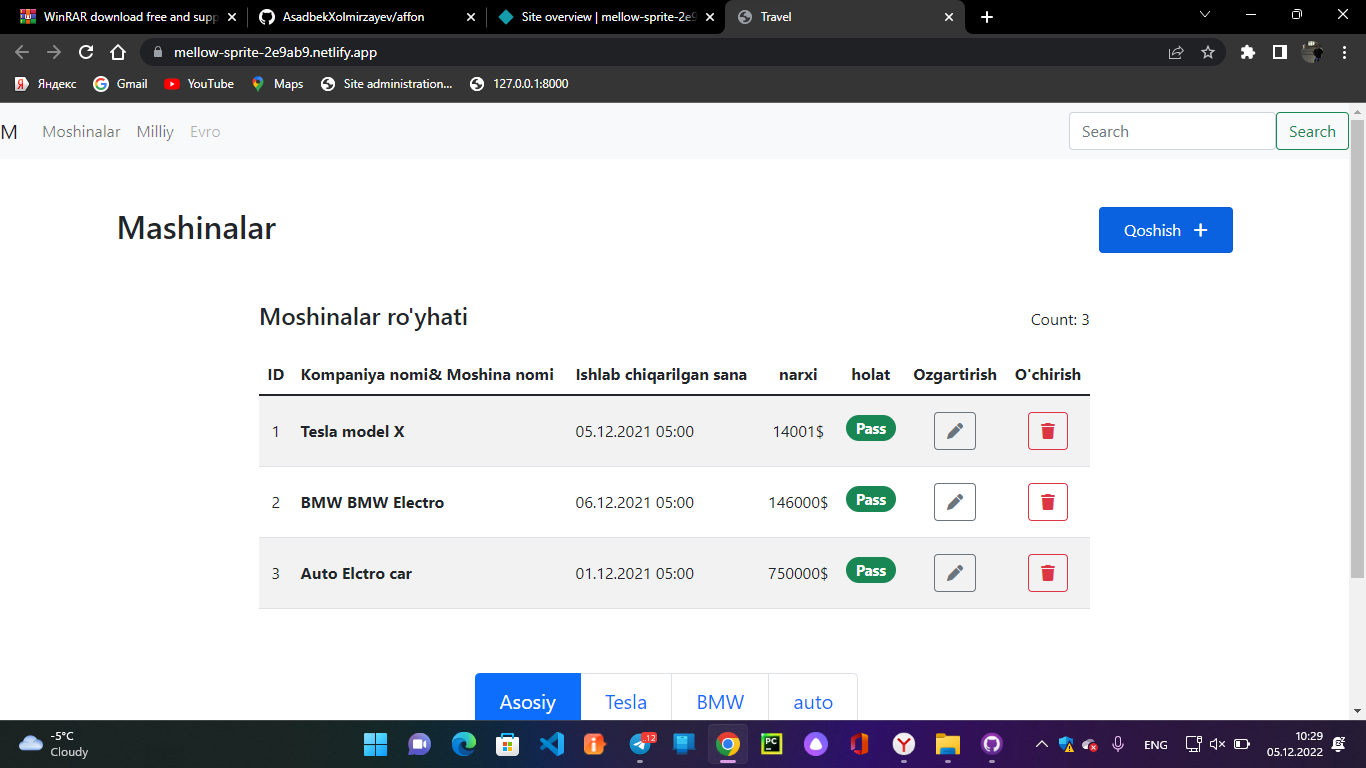 WinRAR download free and supp
AsadbekXolmirzayev/affon
Site overview | mellow-sprite-2e9
Travel
mellow-sprite-2e9ab9.netlify.app
Яндекс
Gmail
YouTube
Maps
Site administration...
127.0.0.1:8000
M Moshinalar Milliy Evro
Search Search
Mashinalar
Qoshish +
Moshinalar ro'yhati
Count: 3
ID Kompaniya nomi& Moshina nomi Ishlab chiqarilgan sana narxi holat Ozgartirish O'chirish
1 Tesla model X 05.12.2021 05:00 14001$ Pass
2 BMW BMW Electro 06.12.2021 05:00 146000$ Pass
3 Auto Elctro car 01.12.2021 05:00 750000$ Pass
Asosiy Tesla BMW auto
-5°C
Cloudy
12
PC
ENG
10:29
05.12.2022